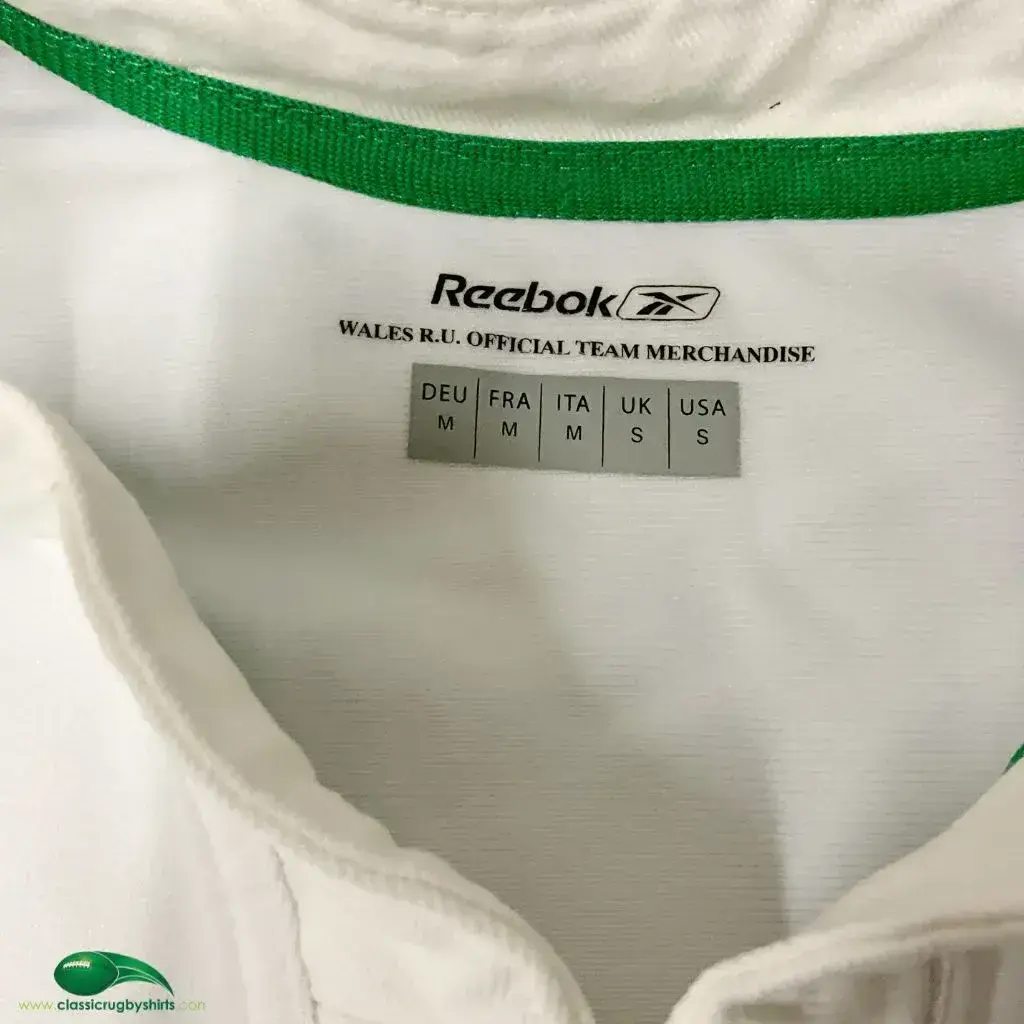 Reebok
WALES R.U. OFFICIAL TEAM MERCHANDISE
DEU FRA ITA UK USA
M M M S S
www.classicrugbyshirts.com